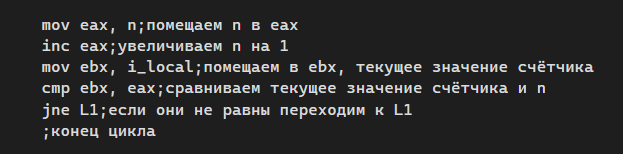 mov eax, n;помещаем n в eax
inc eax;увеличиваем n на 1
mov ebx, i_local;помещаем в ebx, текущее значение счётчика
cmp ebx, eax;сравниваем текущее значение счётчика и n
jne L1;если они не равны переходим к L1
;конец цикла